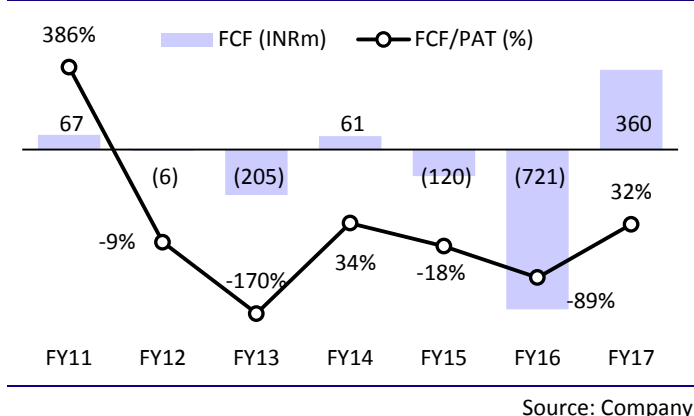 386%
FCF (INRm) FCF/PAT (%)
67 61 360
(6) (205) (120) (721)
32%
-9%
-170% 34% -18% -89%
FY11 FY12 FY13 FY14 FY15 FY16 FY17
Source: Company